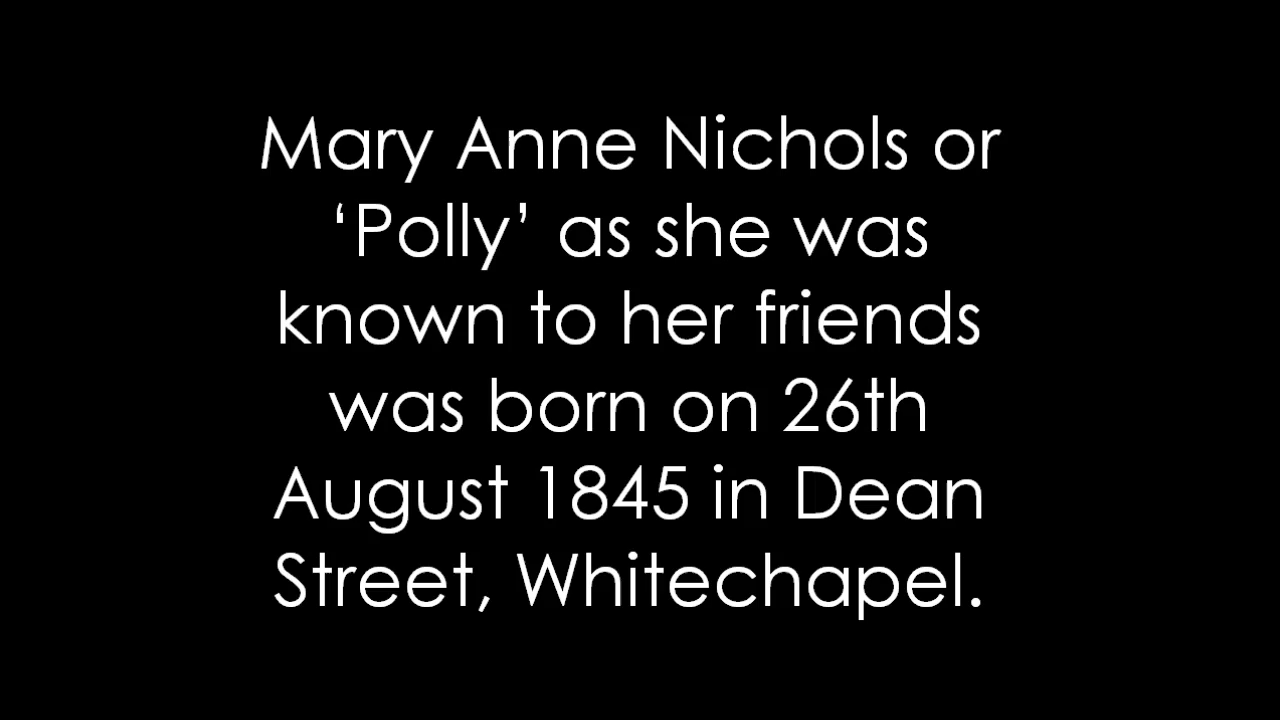 Mary Anne Nichols or
‘Polly’ as she was
known to her friends
was born on 26th
August 1845 in Dean
Street, Whitechapel.